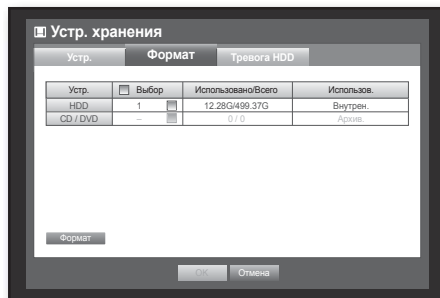 Устр. хранения
Устр. Формат Тревога HDD
Устр. Выбор Использовано/Всего Использов.
HDD 1 12.28G/499.37G Внутрен.
CD / DVD – 0 / 0 Архив.
Формат
OK Отмена